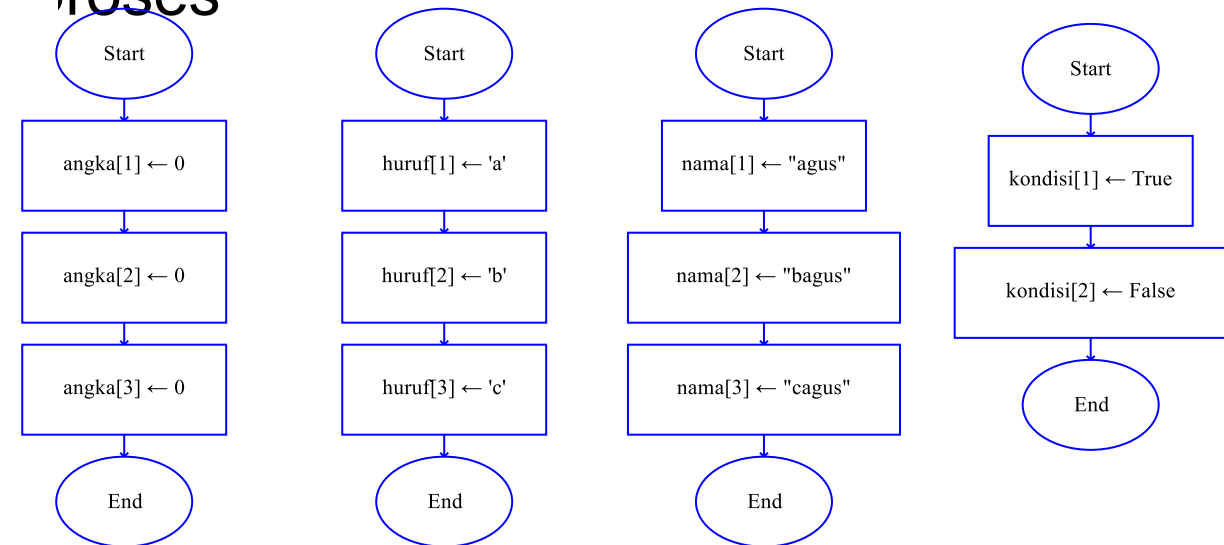 Start
angka[1] ← 0
angka[2] ← 0
angka[3] ← 0
End
Start
huruf[1] ← 'a'
huruf[2] ← 'b'
huruf[3] ← 'c'
End
Start
nama[1] ← "agus"
nama[2] ← "bagus"
nama[3] ← "cagus"
End
Start
kondisi[1] ← True
kondisi[2] ← False
End